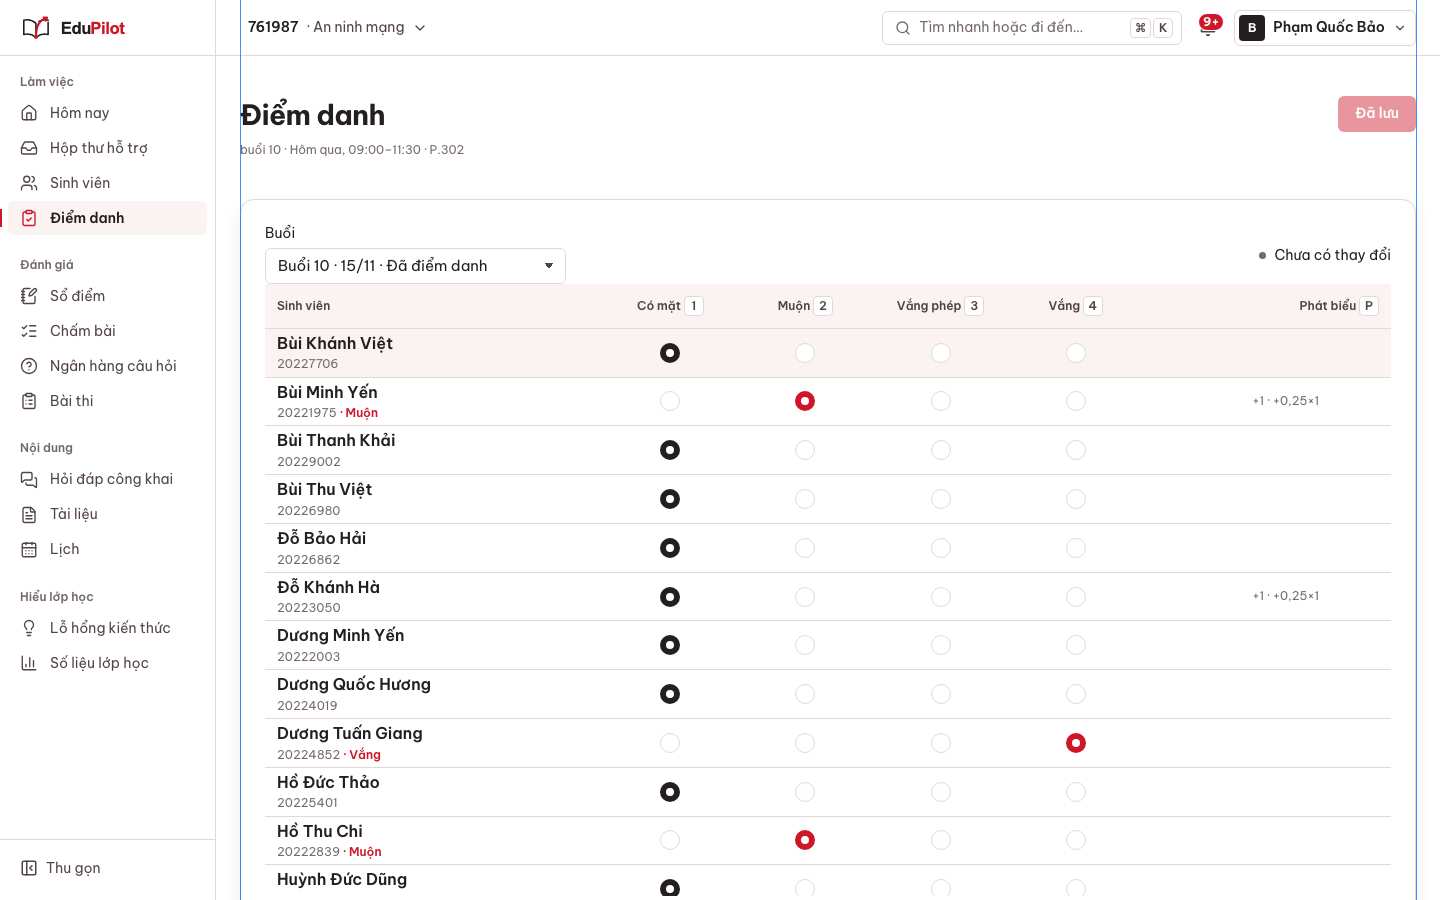 EduPilot
761987 · An ninh mạng
Tìm nhanh hoặc đi đến... ⌘ K
9+
B Phạm Quốc Bảo
Làm việc
Hôm nay
Hộp thư hỗ trợ
Sinh viên
Điểm danh
Đánh giá
Sổ điểm
Chấm bài
Ngân hàng câu hỏi
Bài thi
Nội dung
Hỏi đáp công khai
Tài liệu
Lịch
Hiểu lớp học
Lỗ hổng kiến thức
Số liệu lớp học
Thu gọn
Điểm danh
Đã lưu
buổi 10 · Hôm qua, 09:00–11:30 · P.302
Buổi
Buổi 10 · 15/11 · Đã điểm danh
Chưa có thay đổi
Sinh viên Có mặt 1 Muộn 2 Vắng phép 3 Vắng 4 Phát biểu P
Bùi Khánh Việt
20227706
Bùi Minh Yến
20221975 · Muộn
+1 · +0,25×1
Bùi Thanh Khải
20229002
Bùi Thu Việt
20226980
Đỗ Bảo Hải
20226862
Đỗ Khánh Hà
20223050
+1 · +0,25×1
Dương Minh Yến
20222003
Dương Quốc Hương
20224019
Dương Tuấn Giang
20224852 · Vắng
Hồ Đức Thảo
20225401
Hồ Thu Chi
20222839 · Muộn
Huỳnh Đức Dũng